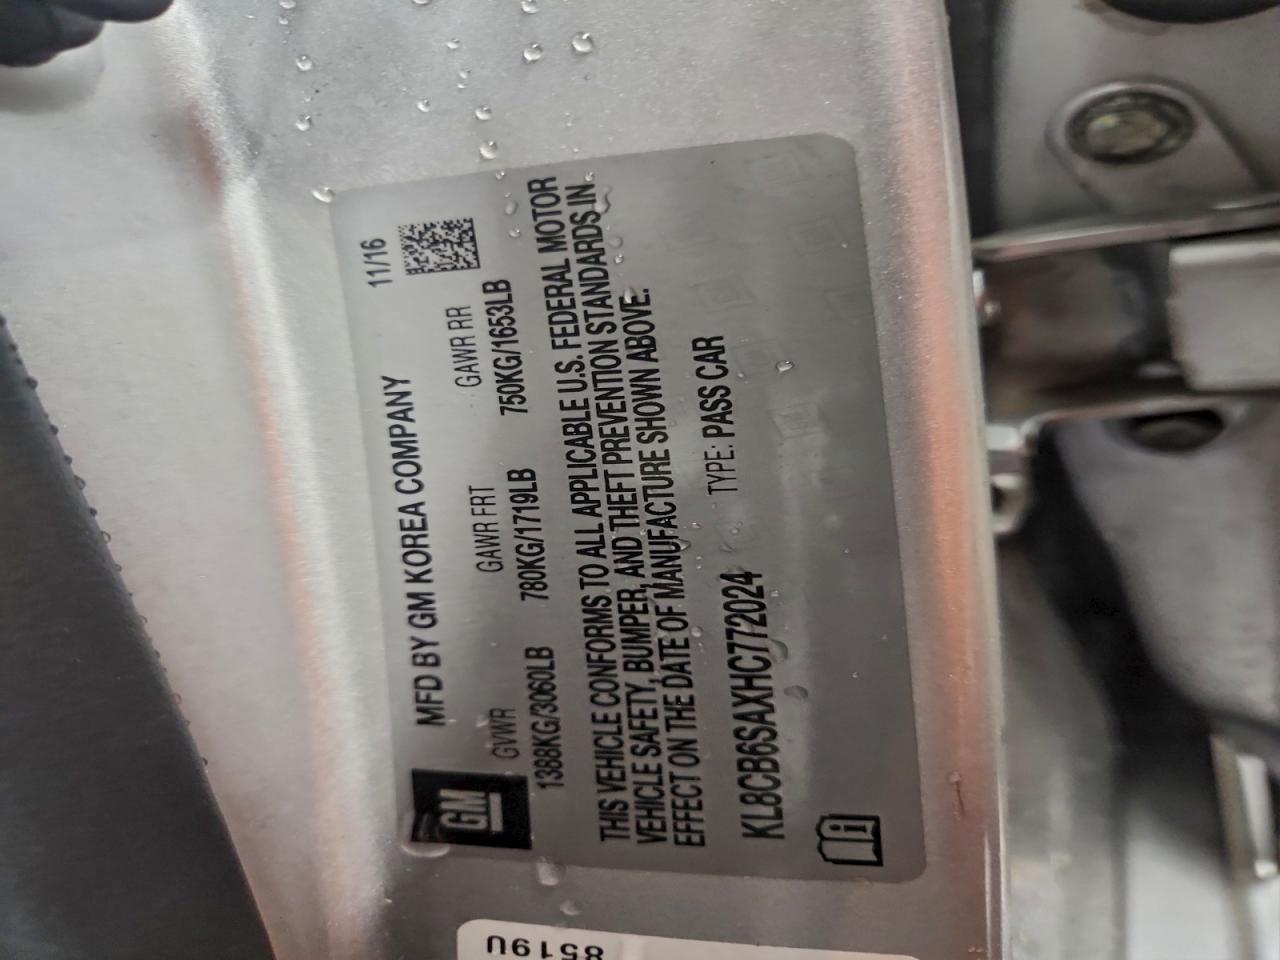 MFD BY GM KOREA COMPANY 11/16
GM
GVWR GAWR FRT GAWR RR
1388KG/3060LB 780KG/1719LB 750KG/1653LB
THIS VEHICLE CONFORMS TO ALL APPLICABLE U.S. FEDERAL MOTOR
VEHICLE SAFETY, BUMPER, AND THEFT PREVENTION STANDARDS IN
EFFECT ON THE DATE OF MANUFACTURE SHOWN ABOVE.
KL8CB6SAXHC772024 TYPE: PASS CAR
i
8519U